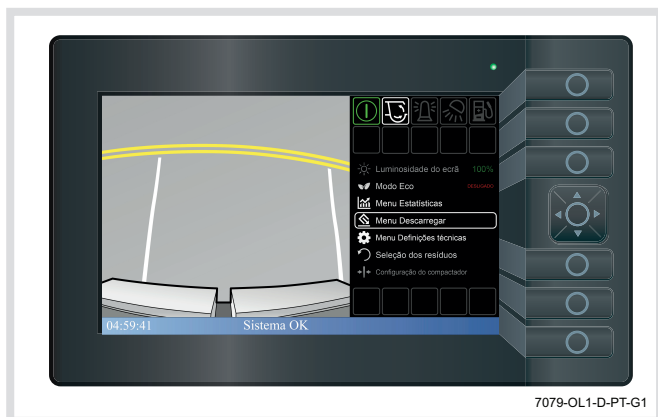 Luminosidade do ecrã 100%
Modo Eco DESLIGADO
Menu Estatísticas
Menu Descarregar
Menu Definições técnicas
Seleção dos resíduos
Configuração do compactador
04:59:41 Sistema OK
7079-OL1-D-PT-G1